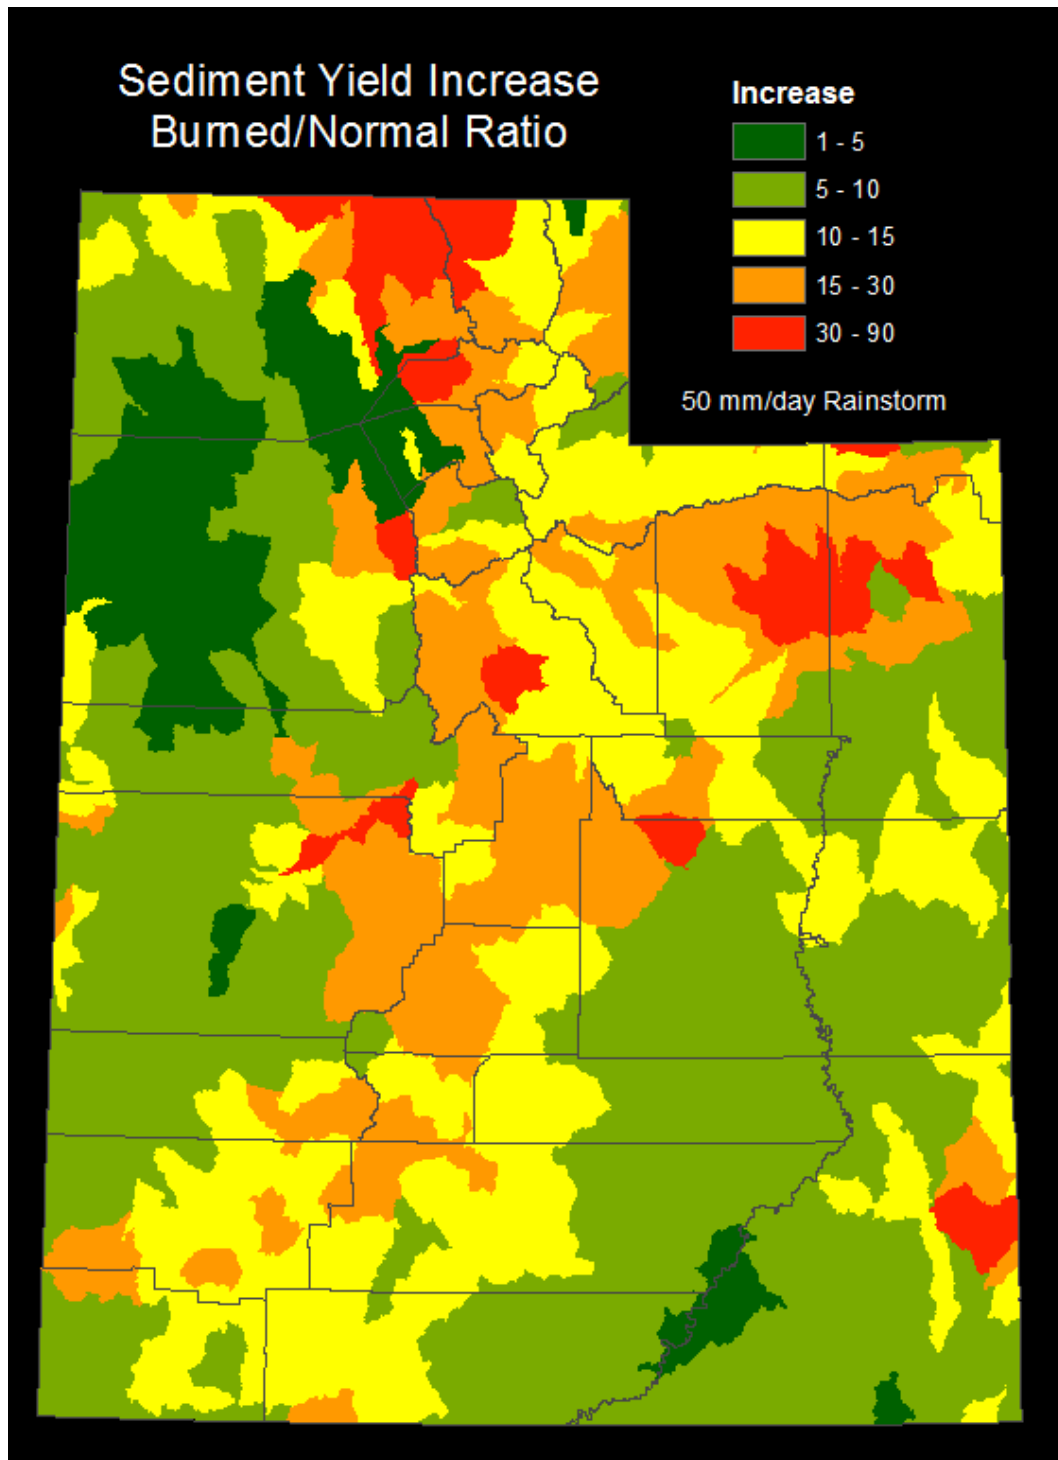 Sediment Yield Increase
Burned/Normal Ratio
Increase
1 - 5
5 - 10
10 - 15
15 - 30
30 - 90
50 mm/day Rainstorm